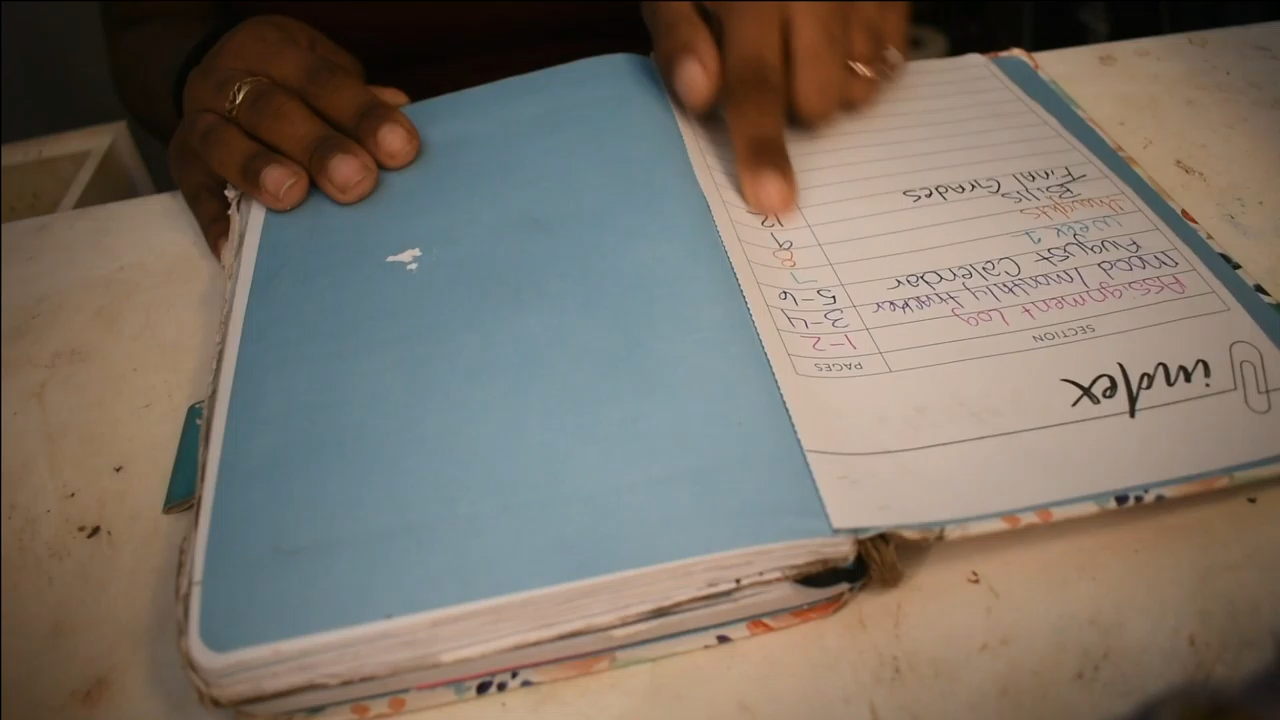 index
SECTION PAGES
Assignment Log 1-2
Mood/monthly tracker 3-4
August Calendar 5-6
Week 1 7
Thoughts 8
Bills 9
Final Grades 12